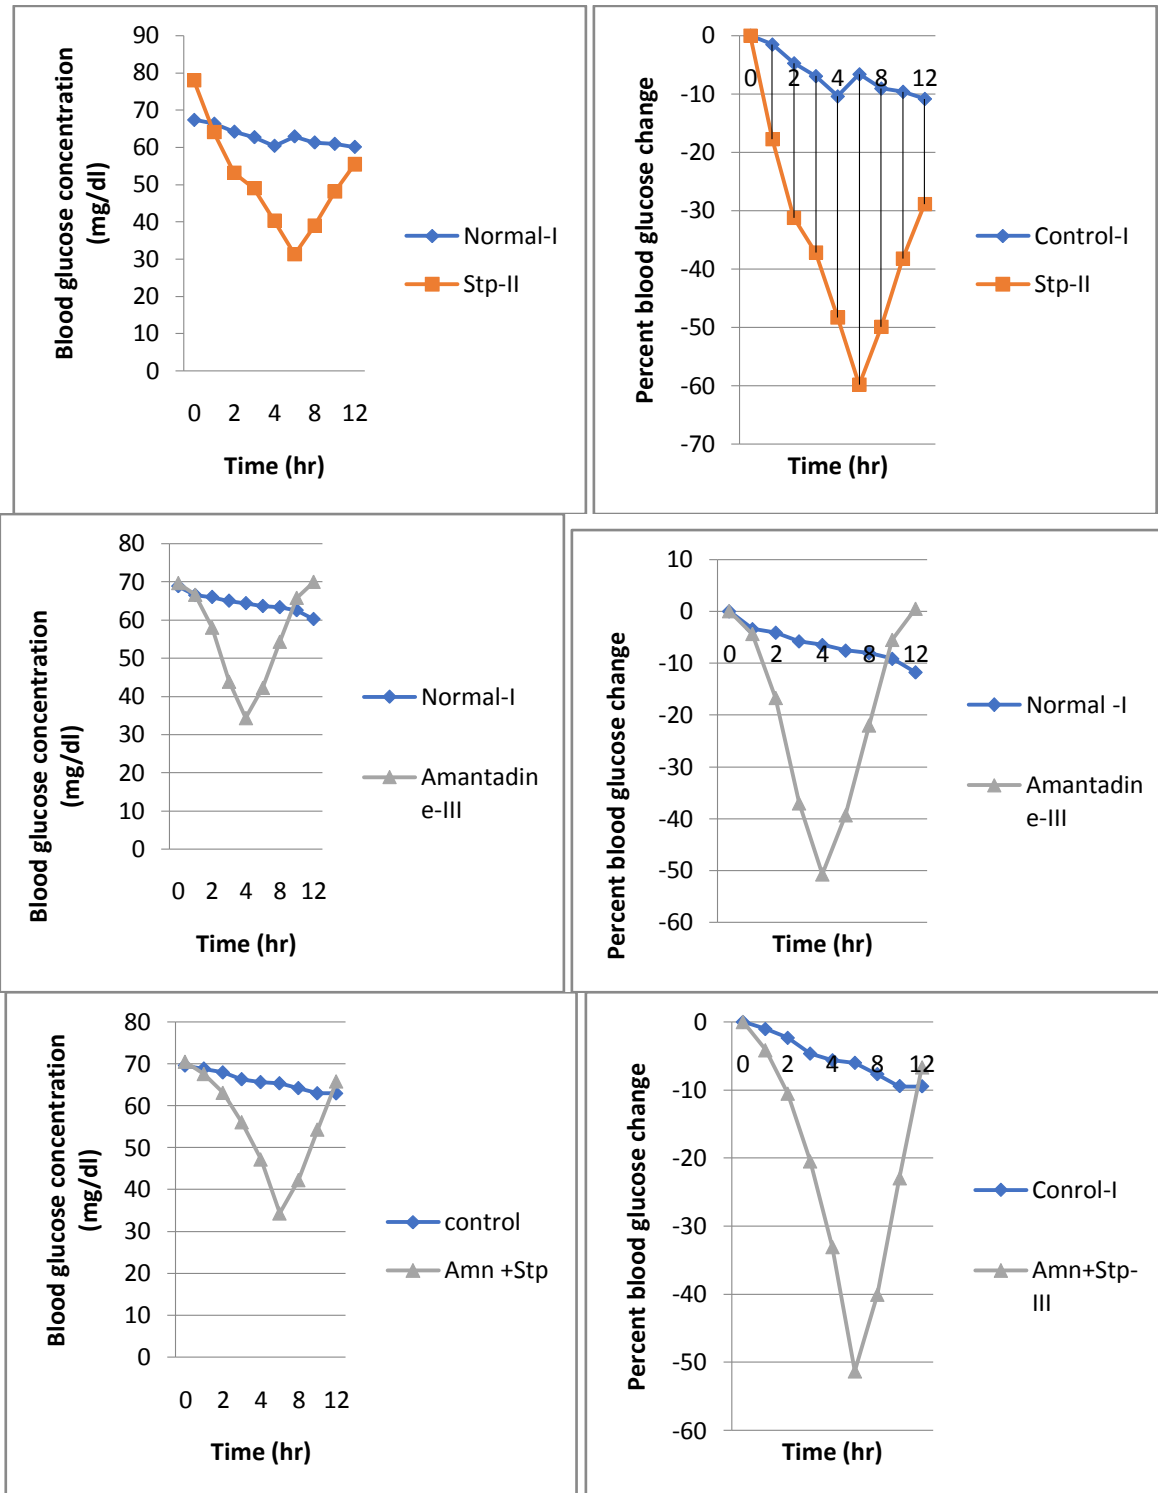 Blood glucose concentration
(mg/dl)
90
80
70
60
50
40
30
20
10
0
0 2 4 8 12
Time (hr)
Normal-I
Stp-II
Percent blood glucose change
0
-10
-20
-30
-40
-50
-60
-70
0 2 4 8 12
Time (hr)
Control-I
Stp-II
Blood glucose concentration
(mg/dl)
80
70
60
50
40
30
20
10
0
0 2 4 8 12
Time (hr)
Normal-I
Amantadin
e-III
Percent blood glucose change
10
0
-10
-20
-30
-40
-50
-60
0 2 4 8 12
Time (hr)
Normal -I
Amantadin
e-III
Blood glucose concentration
(mg/dl)
80
70
60
50
40
30
20
10
0
0 2 4 8 12
Time (hr)
control
Amn +Stp
Percent blood glucose change
0
-10
-20
-30
-40
-50
-60
0 2 4 8 12
Time (hr)
Conrol-I
Amn+Stp-
III